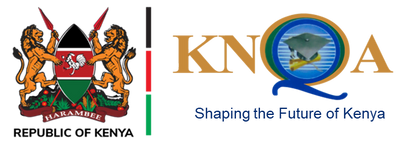 HARAMBEE
REPUBLIC OF KENYA
KNQA
Shaping the Future of Kenya